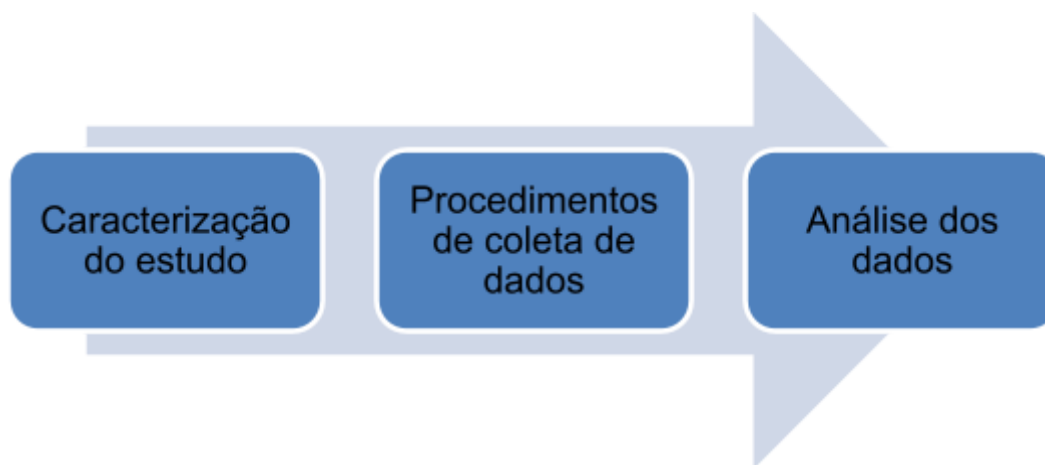 Caracterização
do estudo
Procedimentos
de coleta de
dados
Análise dos
dados